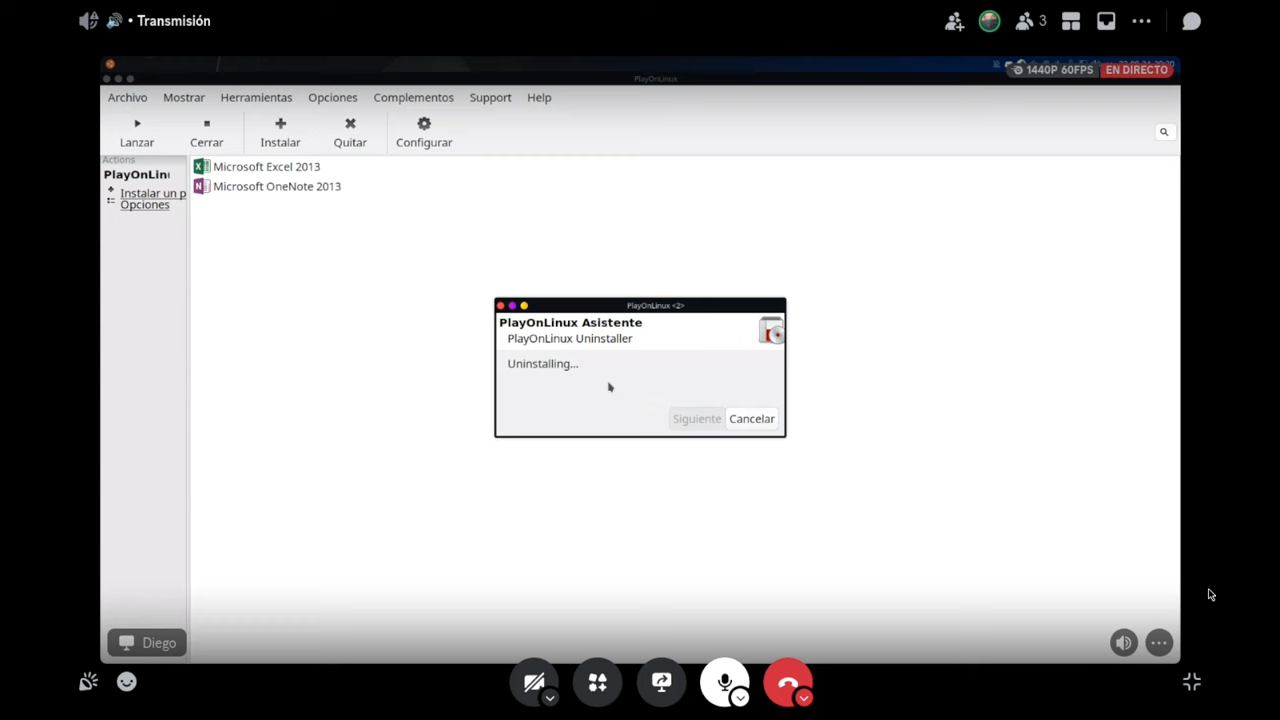 • Transmisión
3
PlayOnLinux
1440P 60FPS
EN DIRECTO
Archivo Mostrar Herramientas Opciones Complementos Support Help
Lanzar Cerrar Instalar Quitar Configurar
Actions
PlayOnLin
Instalar un p
Opciones
Microsoft Excel 2013
Microsoft OneNote 2013
PlayOnLinux <2>
PlayOnLinux Asistente
PlayOnLinux Uninstaller
Uninstalling...
Siguiente Cancelar
Diego